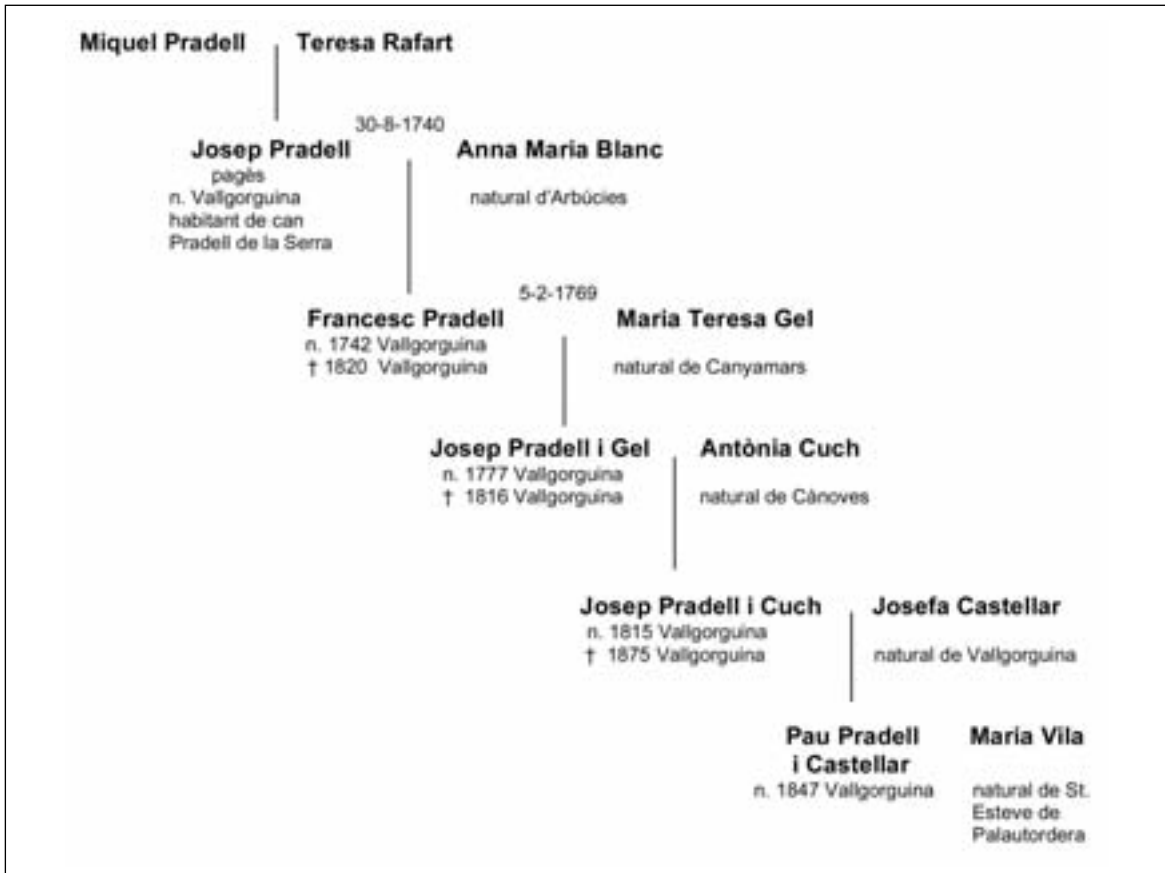 Miquel Pradell Teresa Rafart
30-8-1740
Josep Pradell Anna Maria Blanc
pagès
n. Vallgorguina natural d'Arbúcies
habitant de can
Pradell de la Serra
5-2-1769
Francesc Pradell Maria Teresa Gel
n. 1742 Vallgorguina
† 1820 Vallgorguina natural de Canyamars
Josep Pradell i Gel Antònia Cuch
n. 1777 Vallgorguina
† 1816 Vallgorguina natural de Cànoves
Josep Pradell i Cuch Josefa Castellar
n. 1815 Vallgorguina
† 1875 Vallgorguina natural de Vallgorguina
Pau Pradell Maria Vila
i Castellar
n. 1847 Vallgorguina natural de St.
Esteve de
Palautordera